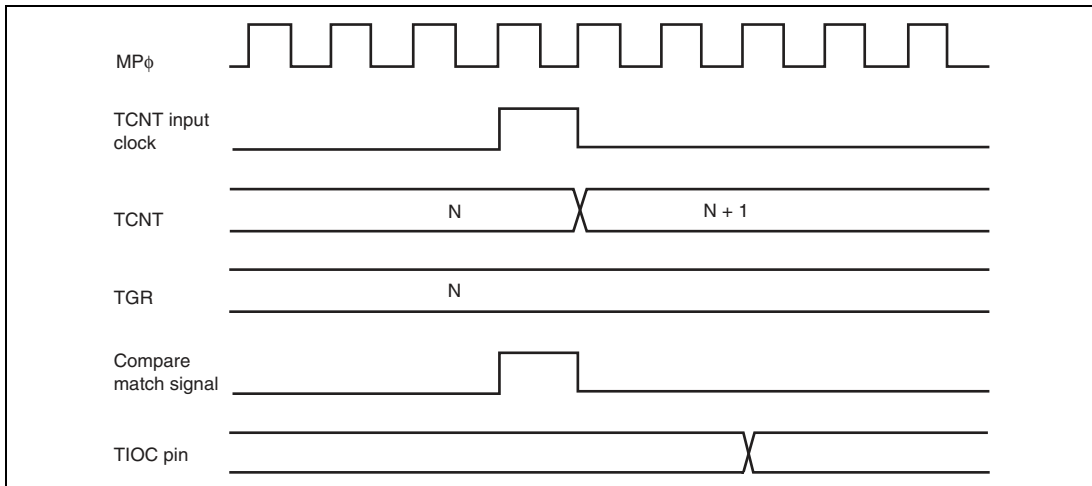 MPϕ
TCNT input
clock
TCNT
N
N + 1
TGR
N
Compare
match signal
TIOC pin